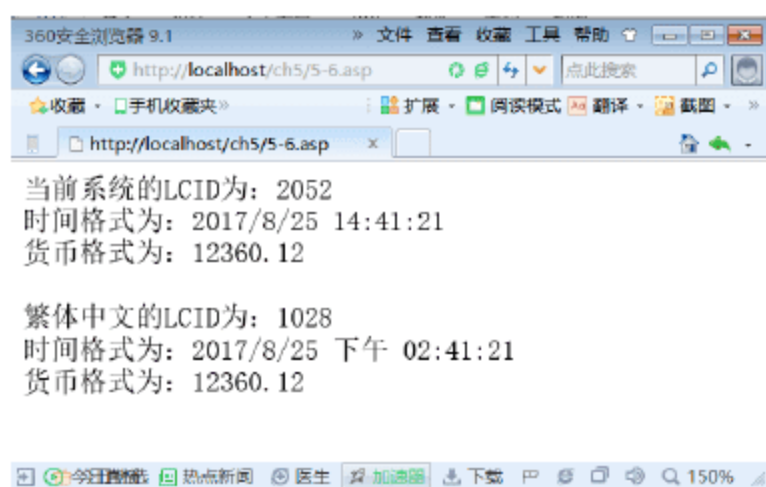 360安全浏览器 9.1 » 文件 查看 收藏 工具 帮助
http://localhost/ch5/5-6.asp 点此搜索
收藏 手机收藏夹» 扩展 阅读模式 Ad 翻译 截图 »
http://localhost/ch5/5-6.asp ×
当前系统的LCID为: 2052
时间格式为: 2017/8/25 14:41:21
货币格式为: 12360.12
繁体中文的LCID为: 1028
时间格式为: 2017/8/25 下午 02:41:21
货币格式为: 12360.12
热点新闻 医生 加速器 下载 150%